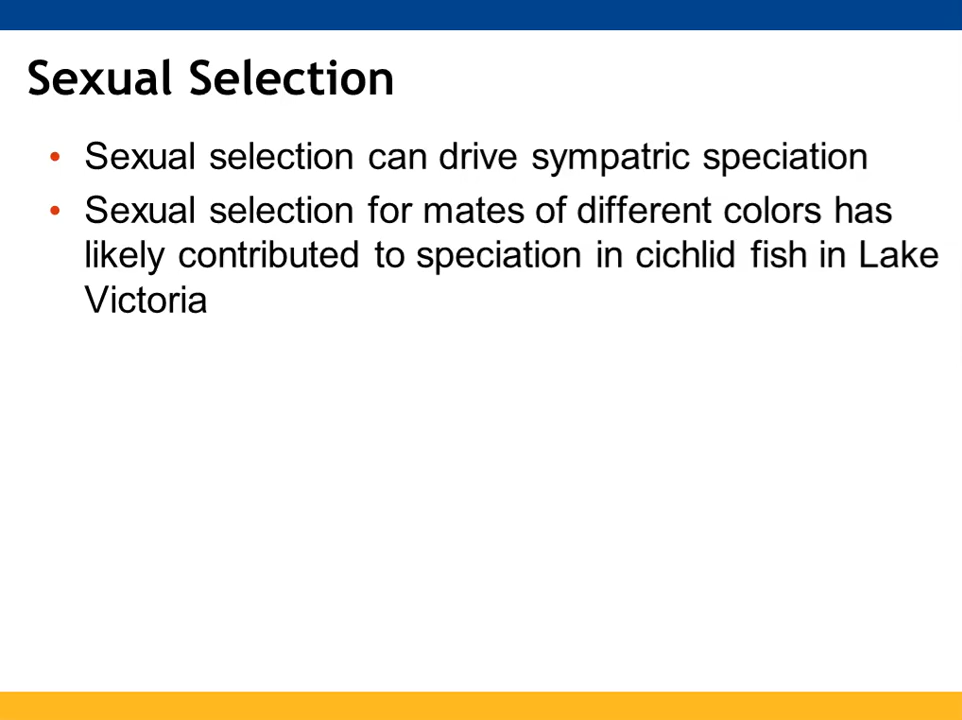 Sexual Selection
• Sexual selection can drive sympatric speciation
• Sexual selection for mates of different colors has
likely contributed to speciation in cichlid fish in Lake
Victoria